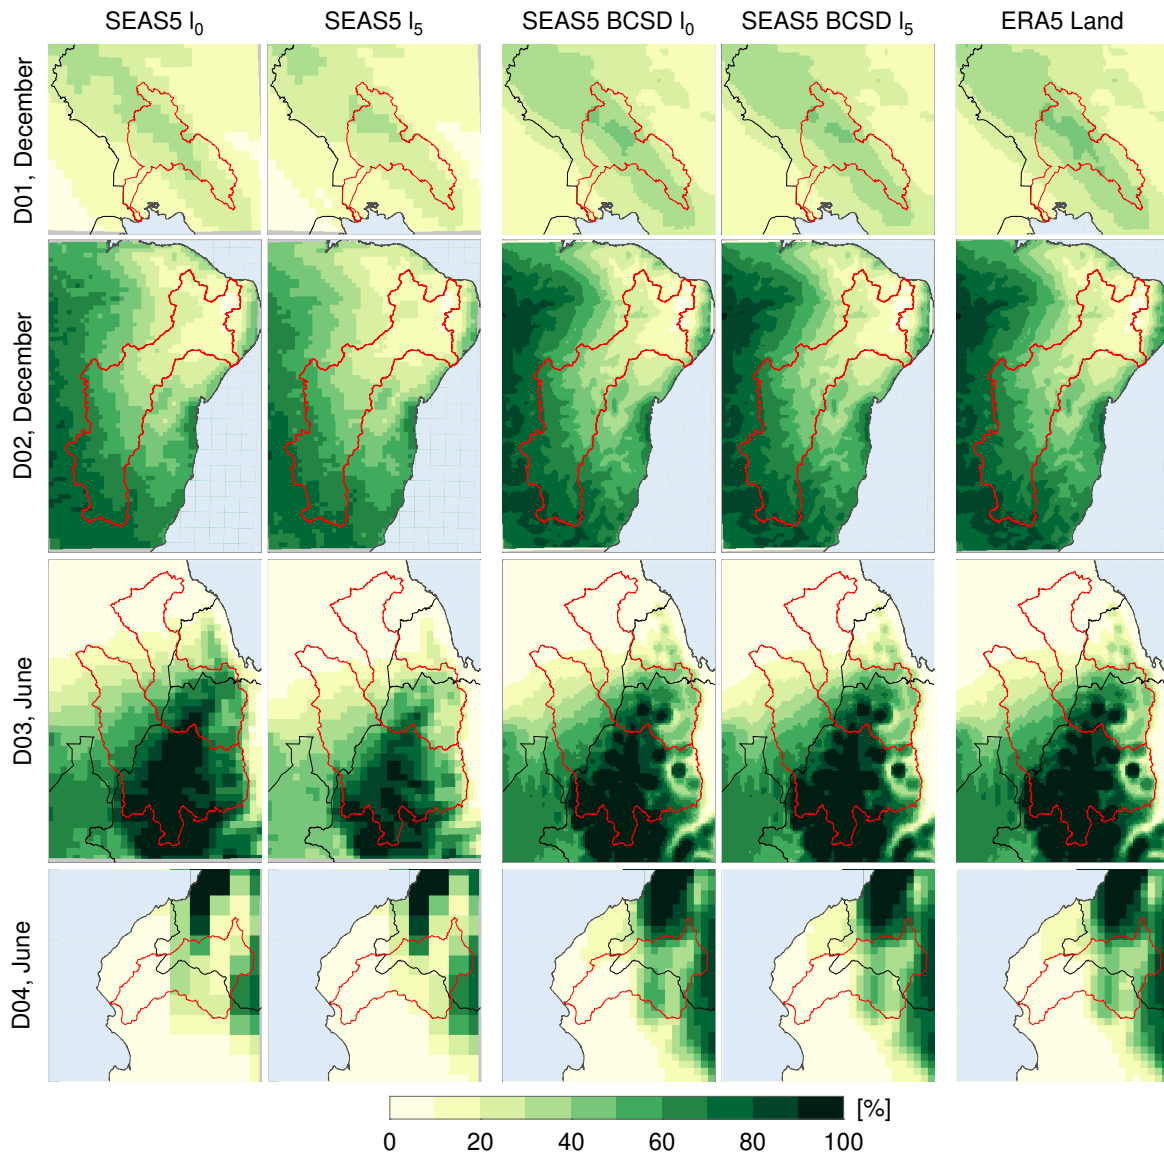 SEAS5 l0 SEAS5 l5 SEAS5 BCSD l0 SEAS5 BCSD l5 ERA5 Land
D01, December
D02, December
D03, June
D04, June
[%]
0 20 40 60 80 100